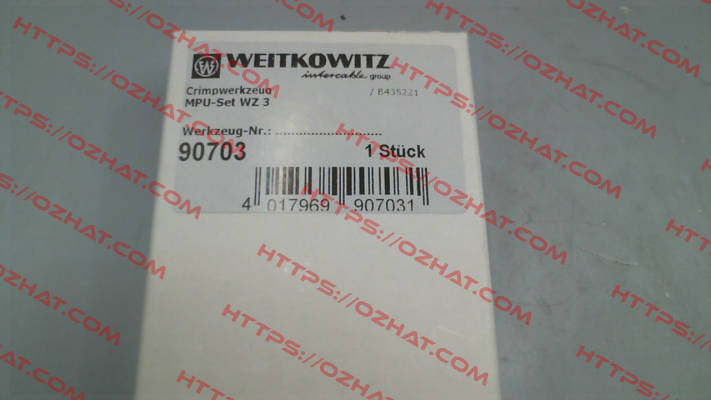 WEITKOWITZ
intercable group
Crimpwerkzeug / B435221
MPU-Set WZ 3
Werkzeug-Nr.: ............................
90703 1 Stück
4 017969 907031
HTTPS://OZHAT.COM